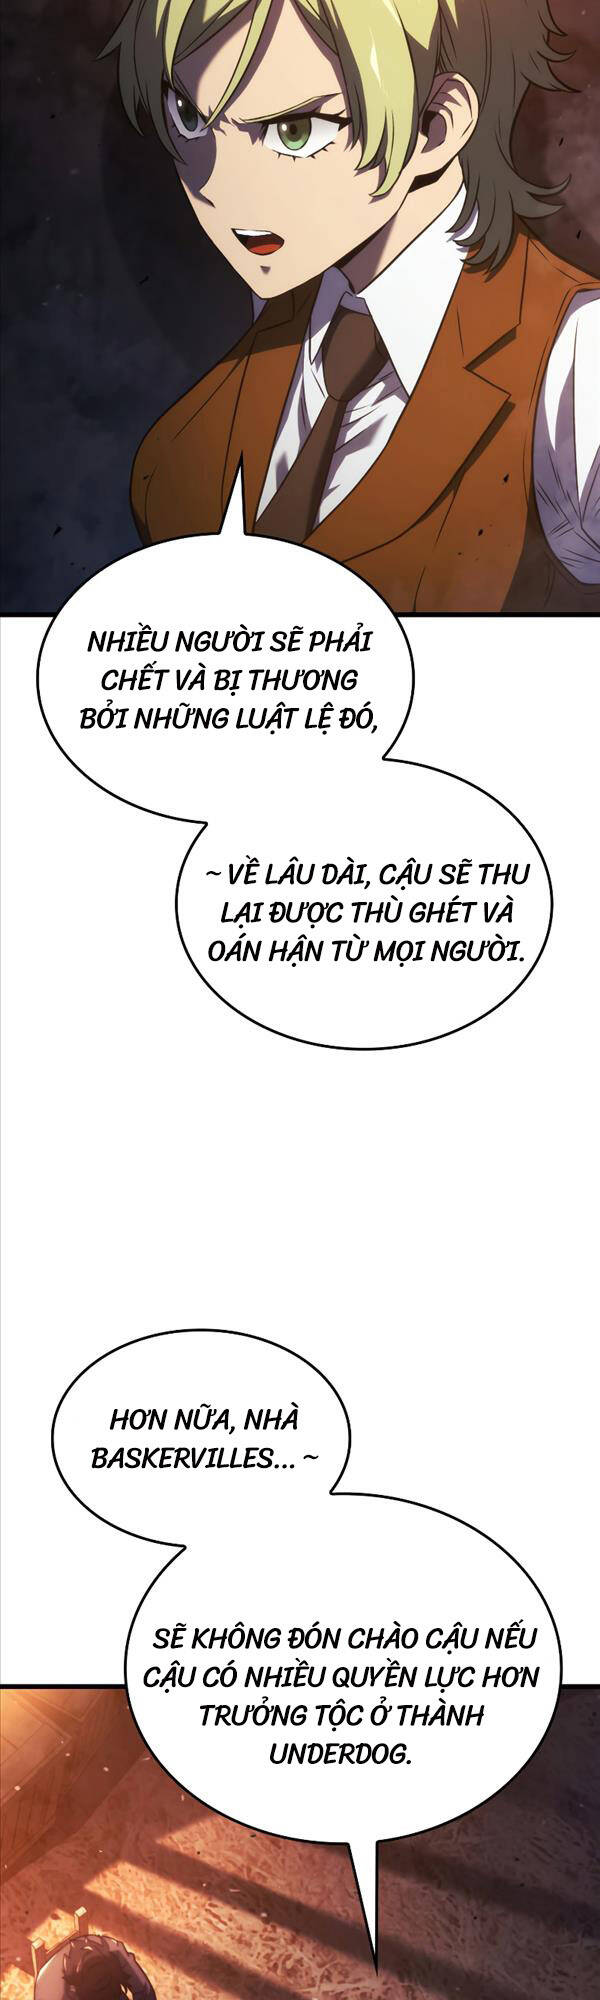 NHIỀU NGƯỜI SẼ PHẢI
CHẾT VÀ BỊ THƯƠNG
BỞI NHỮNG LUẬT LỆ ĐÓ,
~ VỀ LÂU DÀI, CẬU SẼ THU
LẠI ĐƯỢC THÙ GHÉT VÀ
OÁN HẬN TỪ MỌI NGƯỜI.
HƠN NỮA, NHÀ
BASKERVILLES... ~
SẼ KHÔNG ĐÓN CHÀO CẬU NẾU
CẬU CÓ NHIỀU QUYỀN LỰC HƠN
TRƯỞNG TỘC Ở THÀNH
UNDERDOG.